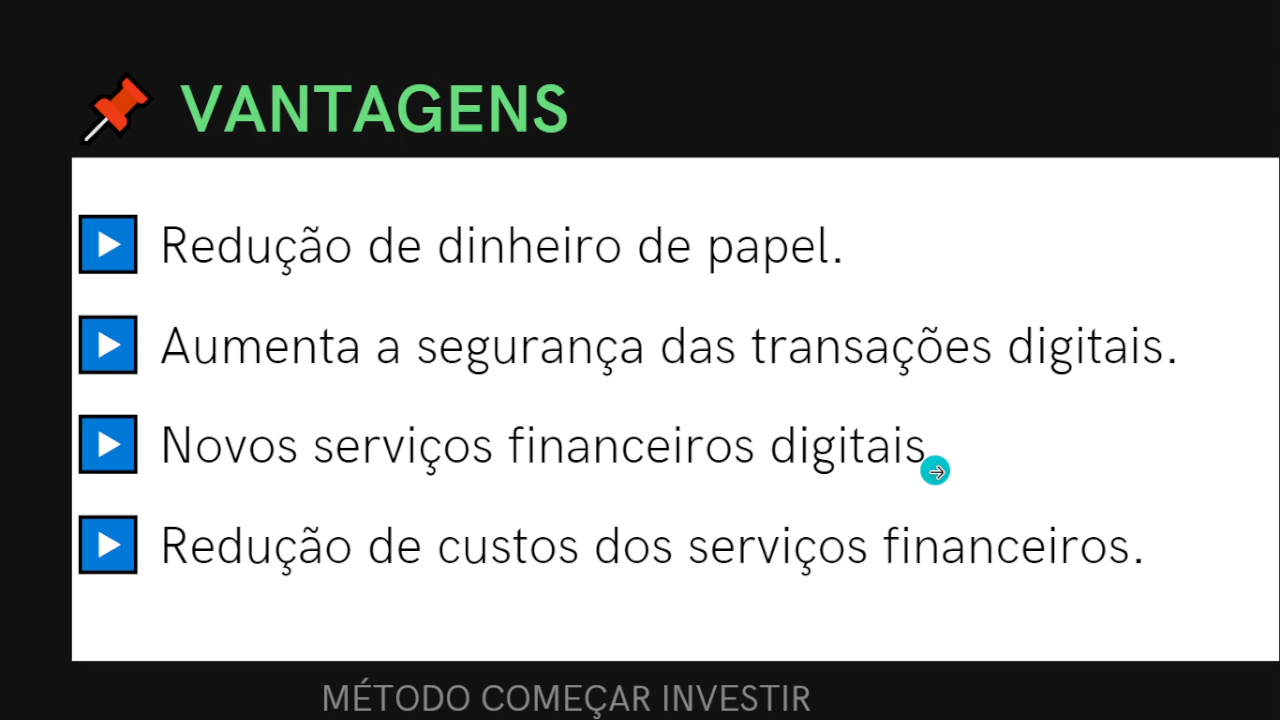 VANTAGENS
Redução de dinheiro de papel.
Aumenta a segurança das transações digitais.
Novos serviços financeiros digitais
Redução de custos dos serviços financeiros.
MÉTODO COMEÇAR INVESTIR